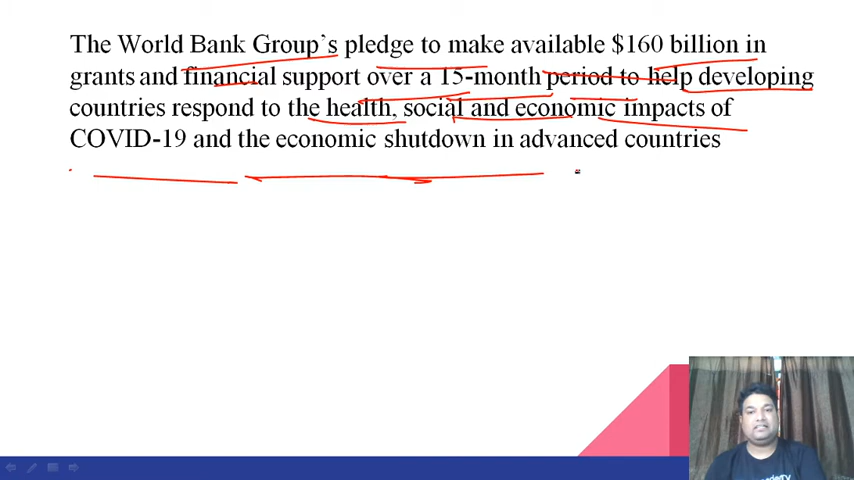 The World Bank Group's pledge to make available $160 billion in
grants and financial support over a 15-month period to help developing
countries respond to the health, social and economic impacts of
COVID-19 and the economic shutdown in advanced countries